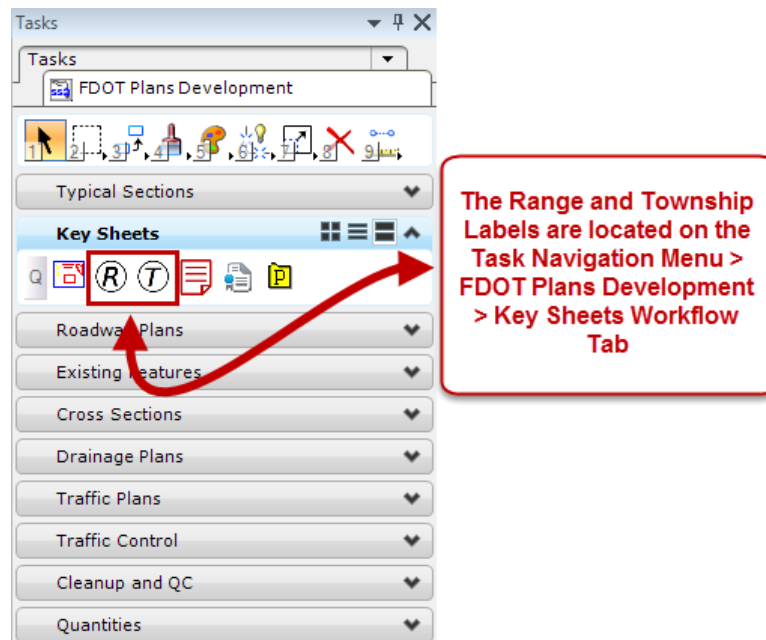 Tasks
Tasks
FDOT Plans Development
1 2 3 4 5 6 7 8 9
Typical Sections
Key Sheets
Q R T P
Roadway Plans
Existing Features
Cross Sections
Drainage Plans
Traffic Plans
Traffic Control
Cleanup and QC
Quantities
The Range and Township
Labels are located on the
Task Navigation Menu >
FDOT Plans Development
> Key Sheets Workflow
Tab